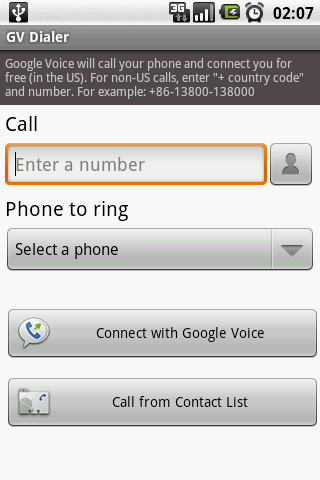 3G
02:07
GV Dialer
Google Voice will call your phone and connect you for
free (in the US). For non-US calls, enter "+ country code"
and number. For example: +86-13800-138000
Call
Enter a number
Phone to ring
Select a phone
Connect with Google Voice
Call from Contact List